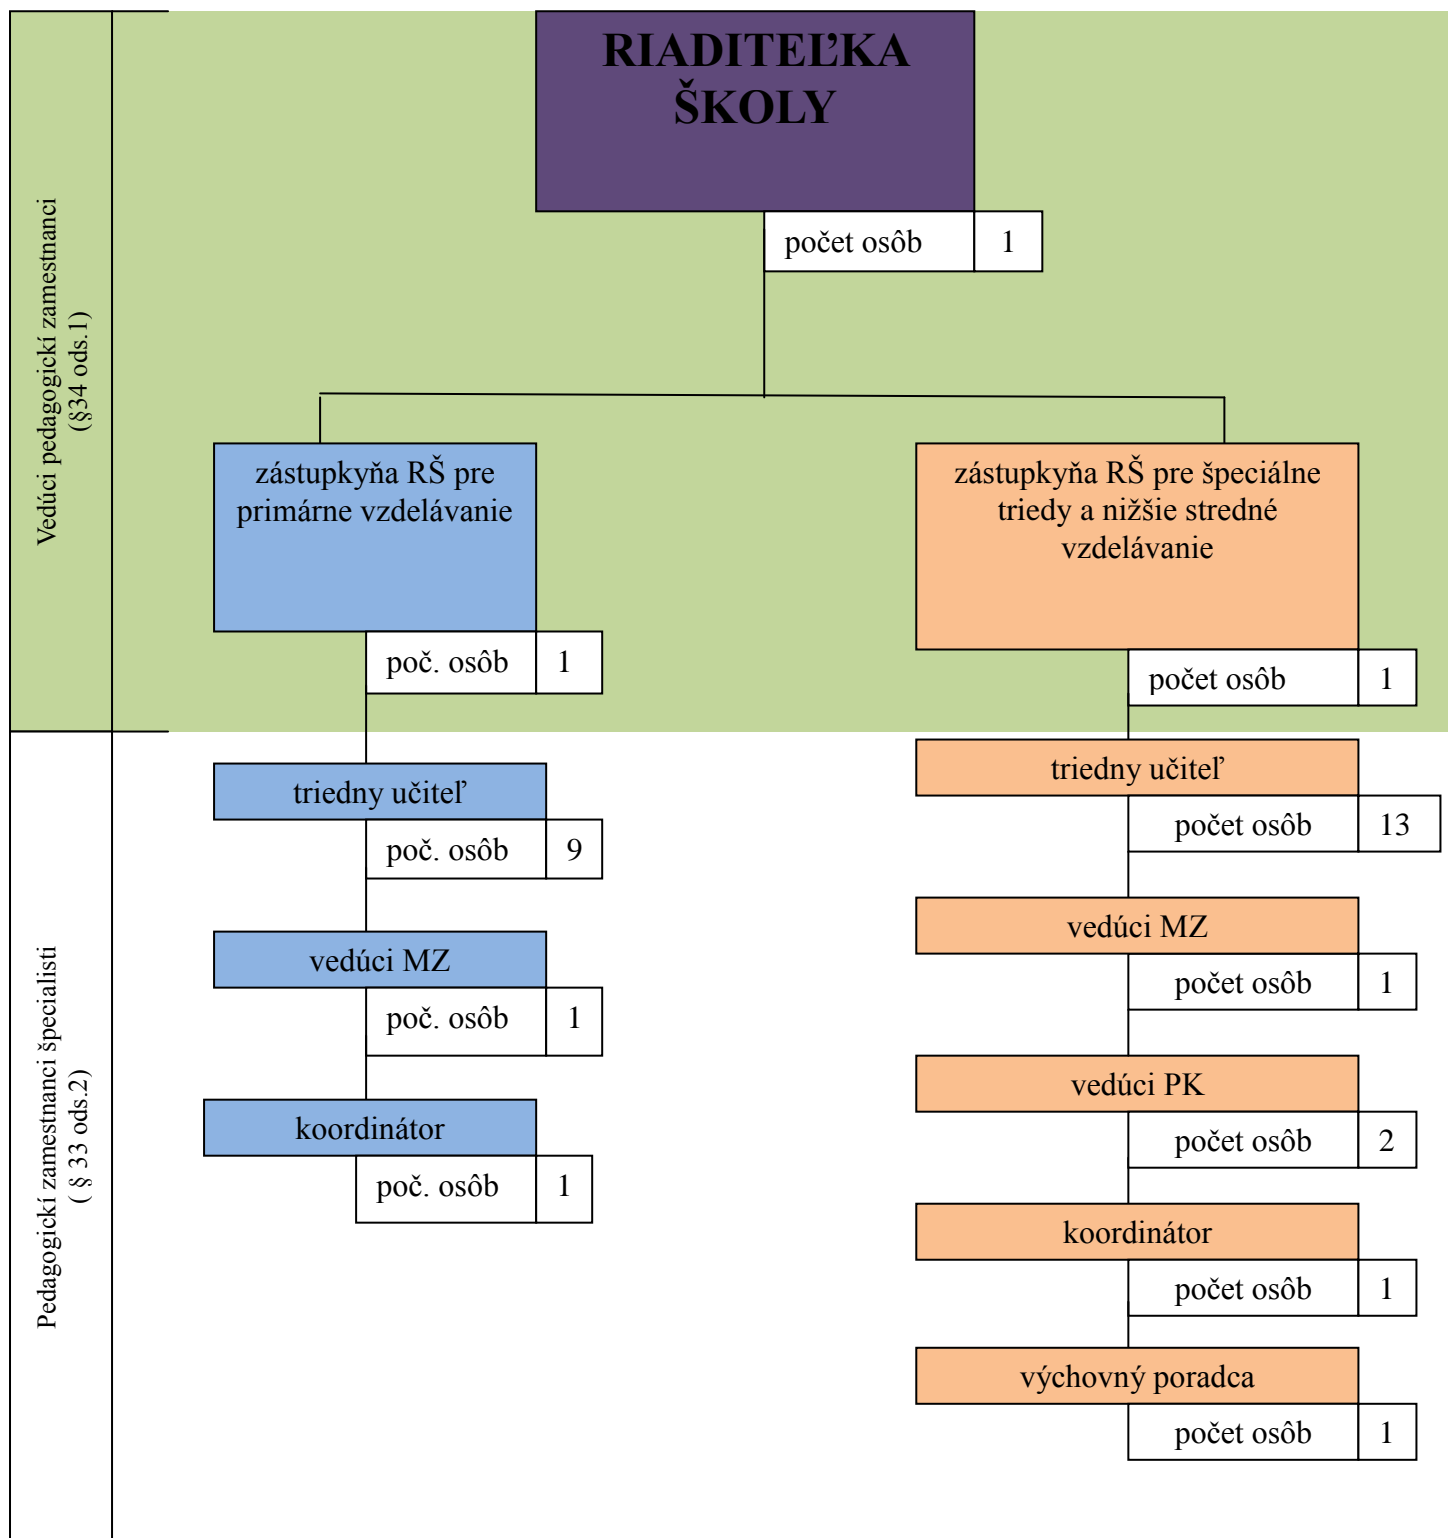 RIADITEĽKA
ŠKOLY
počet osôb 1
Vedúci pedagogickí zamestnanci
(§34 ods.1)
zástupkyňa RŠ pre
primárne vzdelávanie
poč. osôb 1
zástupkyňa RŠ pre špeciálne
triedy a nižšie stredné
vzdelávanie
počet osôb 1
Pedagogickí zamestnanci špecialisti
( § 33 ods.2)
triedny učiteľ
poč. osôb 9
vedúci MZ
poč. osôb 1
koordinátor
poč. osôb 1
triedny učiteľ
počet osôb 13
vedúci MZ
počet osôb 1
vedúci PK
počet osôb 2
koordinátor
počet osôb 1
výchovný poradca
počet osôb 1